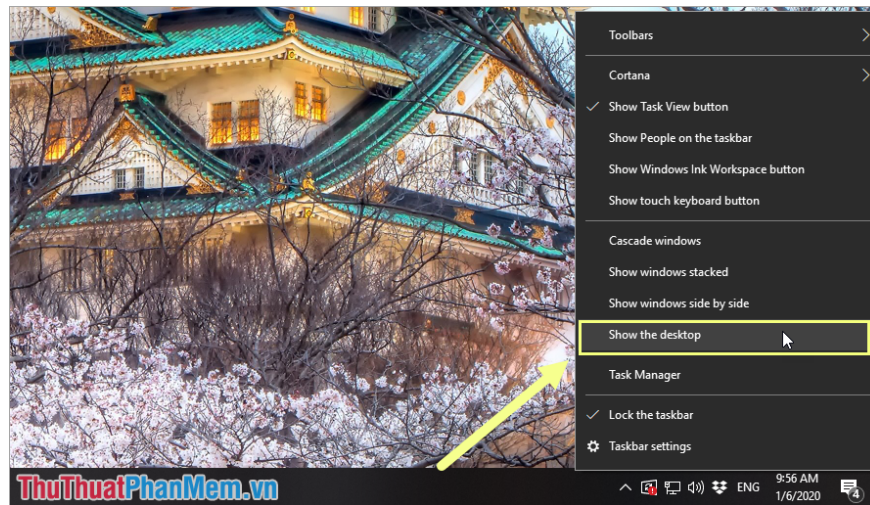 Toolbars
Cortana
Show Task View button
Show People on the taskbar
Show Windows Ink Workspace button
Show touch keyboard button
Cascade windows
Show windows stacked
Show windows side by side
Show the desktop
Task Manager
Lock the taskbar
Taskbar settings
ThuThuatPhanMem.vn
ENG
9:56 AM
1/6/2020
4